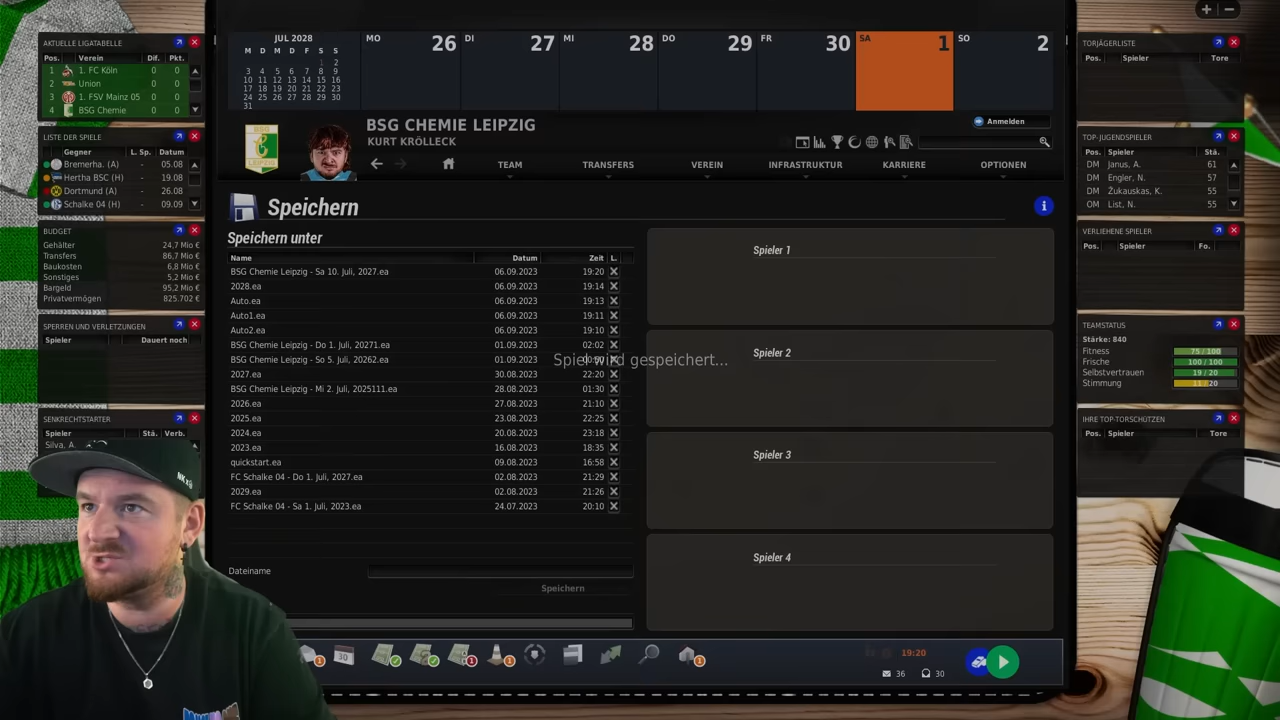 AKTUELLE LIGATABELLE
Pos. Verein Dif. Pkt.
1 1. FC Köln 0 0
2 Union 0 0
3 1. FSV Mainz 05 0 0
4 BSG Chemie 0 0
LISTE DER SPIELE
Gegner L. Sp. Datum
Bremerha. (A) - 05.08
Hertha BSC (H) - 19.08
Dortmund (A) - 26.08
Schalke 04 (H) - 09.09
BUDGET
Gehälter 24,7 Mio €
Transfers 86,7 Mio €
Baukosten 6,8 Mio €
Sonstiges 5,2 Mio €
Bargeld 95,2 Mio €
Privatvermögen 825.702 €
SPERREN UND VERLETZUNGEN
Spieler Dauert noch
SENKRECHTSTARTER
Spieler Stä. Verb.
Silva, A.
JUL 2028
M D M D F S S
1 2
3 4 5 6 7 8 9
10 11 12 13 14 15 16
17 18 19 20 21 22 23
24 25 26 27 28 29 30
31
MO 26 DI 27 MI 28 DO 29 FR 30 SA 1 SO 2
BSG LEIPZIG
BSG CHEMIE LEIPZIG
KURT KRÖLLECK
Anmelden
TEAM TRANSFERS VEREIN INFRASTRUKTUR KARRIERE OPTIONEN
Speichern
Speichern unter
Name Datum Zeit L.
BSG Chemie Leipzig - Sa 10. Juli, 2027.ea 06.09.2023 19:20
2028.ea 06.09.2023 19:14
Auto.ea 06.09.2023 19:13
Auto1.ea 06.09.2023 19:11
Auto2.ea 06.09.2023 19:10
BSG Chemie Leipzig - Do 1. Juli, 20271.ea 01.09.2023 02:02
BSG Chemie Leipzig - So 5. Juli, 20262.ea 01.09.2023
2027.ea 30.08.2023 22:20
BSG Chemie Leipzig - Mi 2. Juli, 2025111.ea 28.08.2023 01:30
2026.ea 27.08.2023 21:10
2025.ea 23.08.2023 22:25
2024.ea 20.08.2023 23:18
2023.ea 16.08.2023 18:35
quickstart.ea 09.08.2023 16:58
FC Schalke 04 - Do 1. Juli, 2027.ea 02.08.2023 21:29
2029.ea 02.08.2023 21:26
FC Schalke 04 - Sa 1. Juli, 2023.ea 24.07.2023 20:10
Spiel wird gespeichert...
Dateiname
Speichern
Spieler 1
Spieler 2
Spieler 3
Spieler 4
1 30 1 1 1
19:20
36 30
TORJÄGERLISTE
Pos. Spieler Tore
TOP-JUGENDSPIELER
Pos. Spieler Stä.
DM Janus, A. 61
DM Engler, N. 57
DM Žukauskas, K. 55
OM List, N. 55
VERLIEHENE SPIELER
Pos. Spieler Fo.
TEAMSTATUS
Stärke: 840
Fitness 75 / 100
Frische 100 / 100
Selbstvertrauen 19 / 20
Stimmung 11 / 20
IHRE TOP-TORSCHÜTZEN
Pos. Spieler Tore